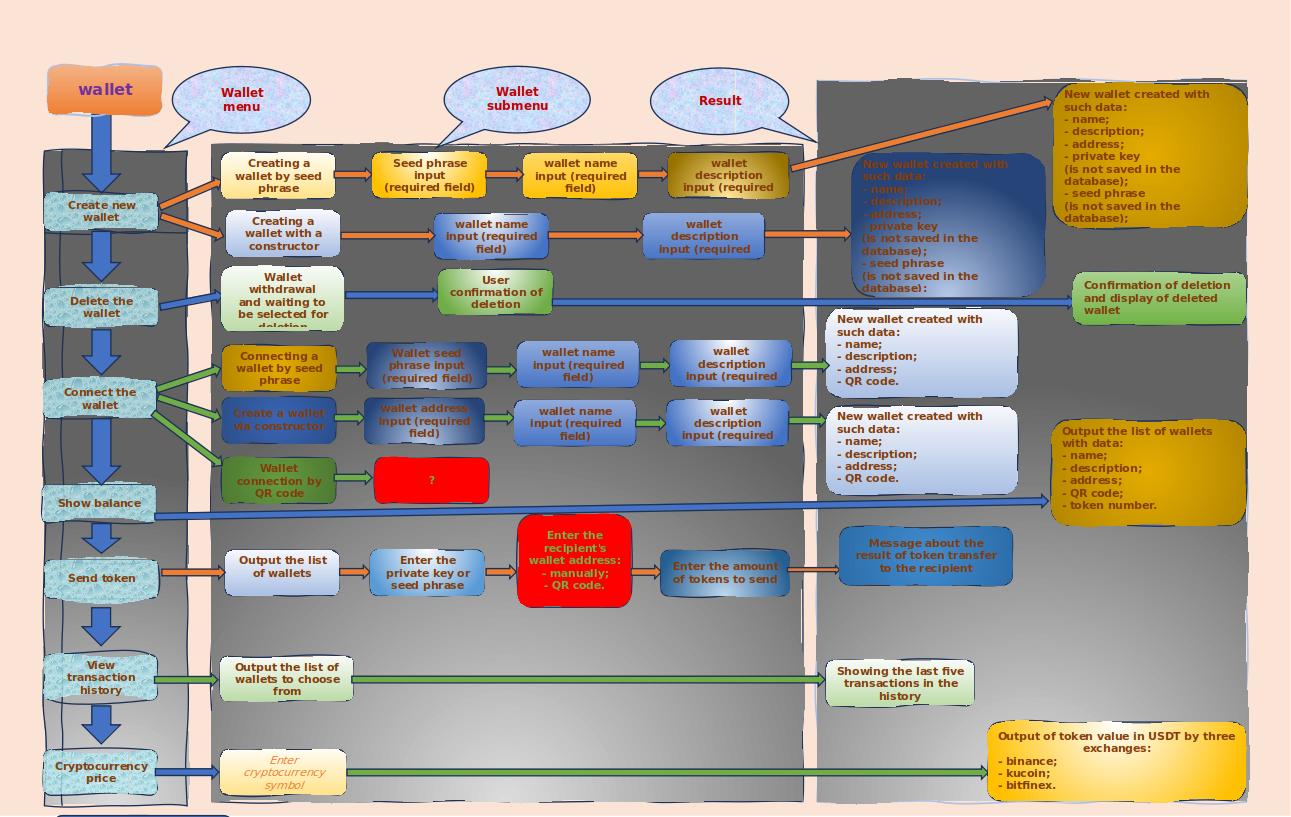 wallet
Wallet
menu
Wallet
submenu
Result
Create new
wallet
Creating a
wallet by seed
phrase
Seed phrase
input
(required field)
wallet name
input (required
field)
wallet
description
input (required
New wallet created with
such data:
- name;
- description;
- address;
- private key
(is not saved in the
database);
- seed phrase
(is not saved in the
database);
Creating a
wallet with a
constructor
wallet name
input (required
field)
wallet
description
input (required
New wallet created with
such data:
- name;
- description;
- address;
- private key
(is not saved in the
database);
- seed phrase
(is not saved in the
database);
Delete the
wallet
Wallet
withdrawal
and waiting to
be selected for
deletion
User
confirmation of
deletion
Confirmation of deletion
and display of deleted
wallet
Connect the
wallet
Connecting a
wallet by seed
phrase
Wallet seed
phrase input
(required field)
wallet name
input (required
field)
wallet
description
input (required
New wallet created with
such data:
- name;
- description;
- address;
- QR code.
Create a wallet
via constructor
wallet address
input (required
field)
wallet name
input (required
field)
wallet
description
input (required
New wallet created with
such data:
- name;
- description;
- address;
- QR code.
Wallet
connection by
QR code
?
Show balance
Output the list of wallets
with data:
- name;
- description;
- address;
- QR code;
- token number.
Send token
Output the list
of wallets
Enter the
private key or
seed phrase
Enter the
recipient's
wallet address:
- manually;
- QR code.
Enter the amount
of tokens to send
Message about the
result of token transfer
to the recipient
View
transaction
history
Output the list of
wallets to choose
from
Showing the last five
transactions in the
history
Cryptocurrency
price
Enter
cryptocurrency
symbol
Output of token value in USDT by three
exchanges:
- binance;
- kucoin;
- bitfinex.